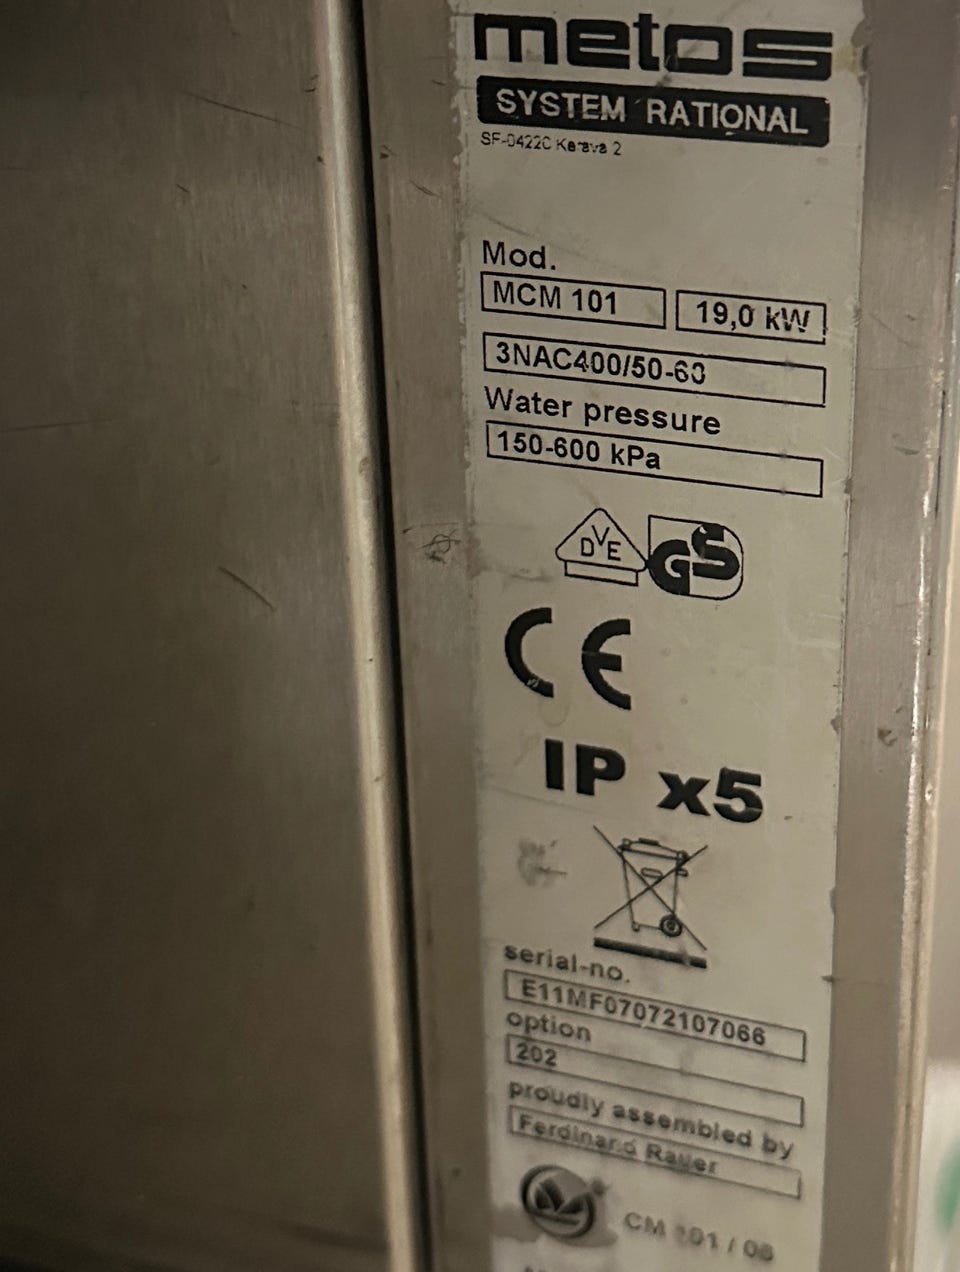 metos
SYSTEM RATIONAL
SF-04220 Kerava 2
Mod.
MCM 101 19,0 kW
3NAC400/50-60
Water pressure
150-600 kPa
DVE GS
CE
IP x5
serial-no.
E11MF07072107066
option
202
proudly assembled by
Ferdinand Rauer
CM 101 / 06